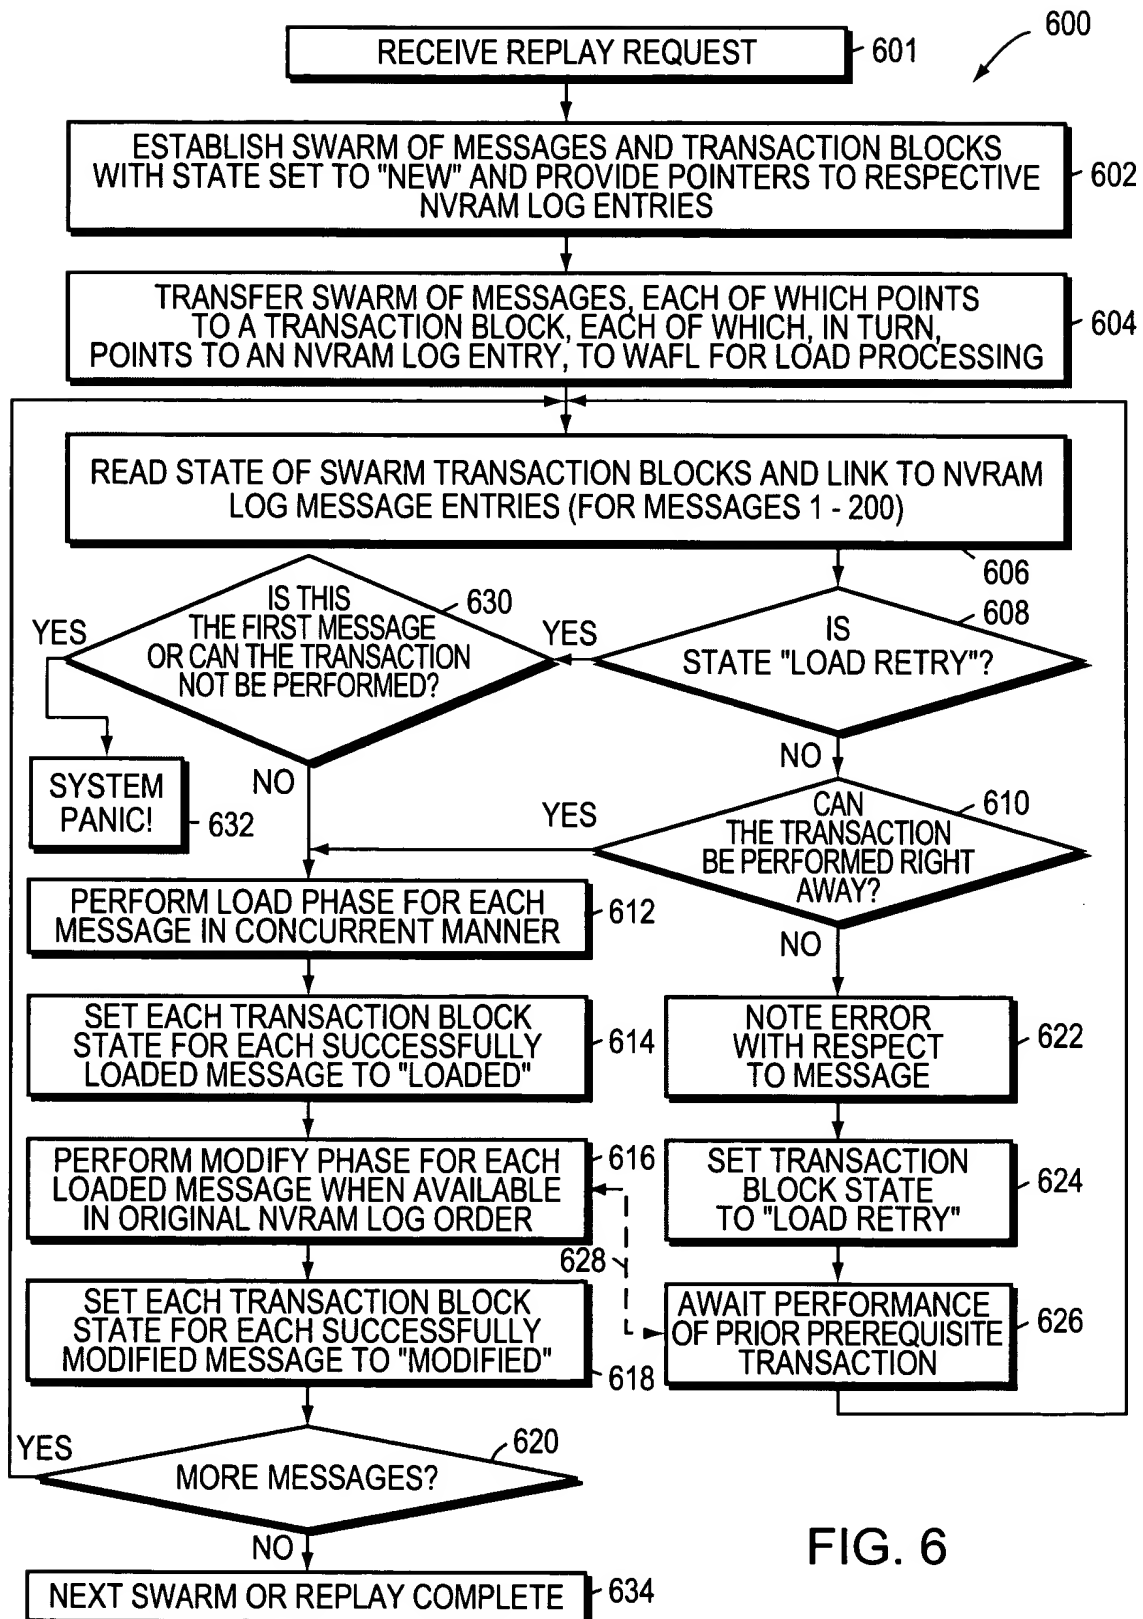 600
RECEIVE REPLAY REQUEST
601
ESTABLISH SWARM OF MESSAGES AND TRANSACTION BLOCKS
WITH STATE SET TO "NEW" AND PROVIDE POINTERS TO RESPECTIVE
NVRAM LOG ENTRIES
602
TRANSFER SWARM OF MESSAGES, EACH OF WHICH POINTS
TO A TRANSACTION BLOCK, EACH OF WHICH, IN TURN,
POINTS TO AN NVRAM LOG ENTRY, TO WAFL FOR LOAD PROCESSING
604
READ STATE OF SWARM TRANSACTION BLOCKS AND LINK TO NVRAM
LOG MESSAGE ENTRIES (FOR MESSAGES 1 - 200)
606
IS
STATE "LOAD RETRY"?
608
YES
NO
IS THIS
THE FIRST MESSAGE
OR CAN THE TRANSACTION
NOT BE PERFORMED?
630
YES
NO
SYSTEM
PANIC!
632
CAN
THE TRANSACTION
BE PERFORMED RIGHT
AWAY?
610
YES
NO
PERFORM LOAD PHASE FOR EACH
MESSAGE IN CONCURRENT MANNER
612
SET EACH TRANSACTION BLOCK
STATE FOR EACH SUCCESSFULLY
LOADED MESSAGE TO "LOADED"
614
NOTE ERROR
WITH RESPECT
TO MESSAGE
622
PERFORM MODIFY PHASE FOR EACH
LOADED MESSAGE WHEN AVAILABLE
IN ORIGINAL NVRAM LOG ORDER
616
SET TRANSACTION
BLOCK STATE
TO "LOAD RETRY"
624
628
SET EACH TRANSACTION BLOCK
STATE FOR EACH SUCCESSFULLY
MODIFIED MESSAGE TO "MODIFIED"
618
AWAIT PERFORMANCE
OF PRIOR PREREQUISITE
TRANSACTION
626
YES
MORE MESSAGES?
620
NO
NEXT SWARM OR REPLAY COMPLETE
634
FIG. 6